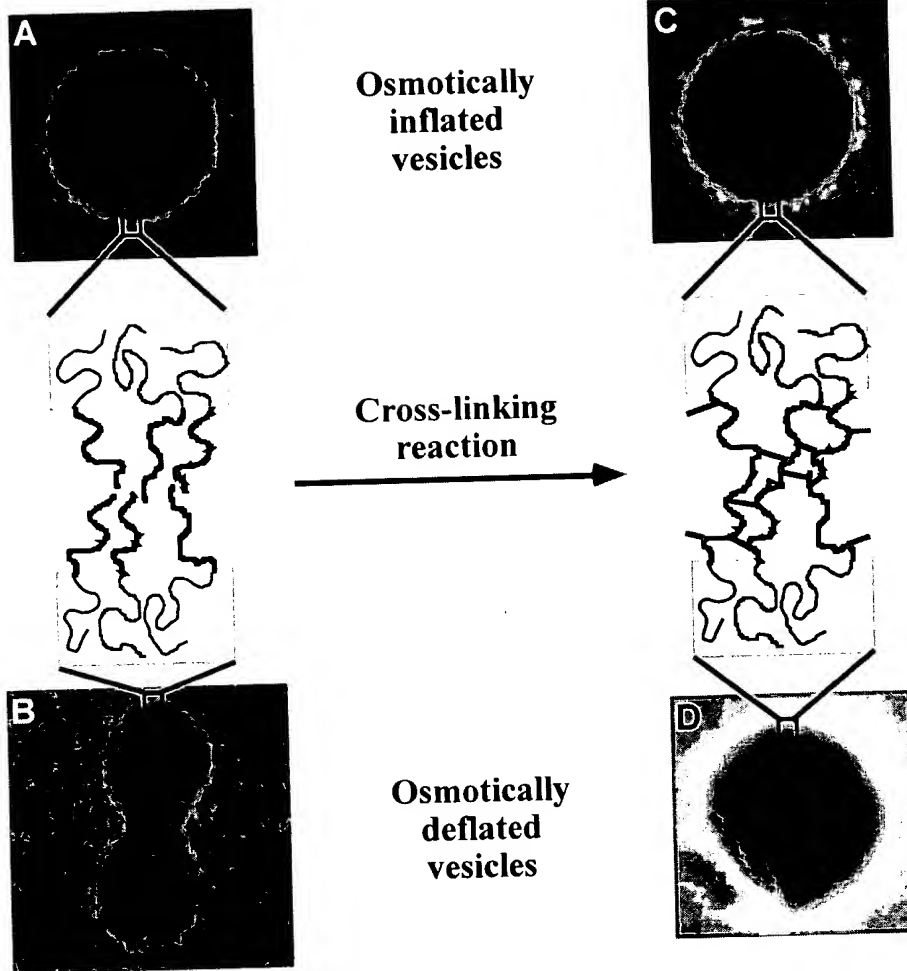 A
C
Osmotically
inflated
vesicles
Cross-linking
reaction
B
D
Osmotically
deflated
vesicles